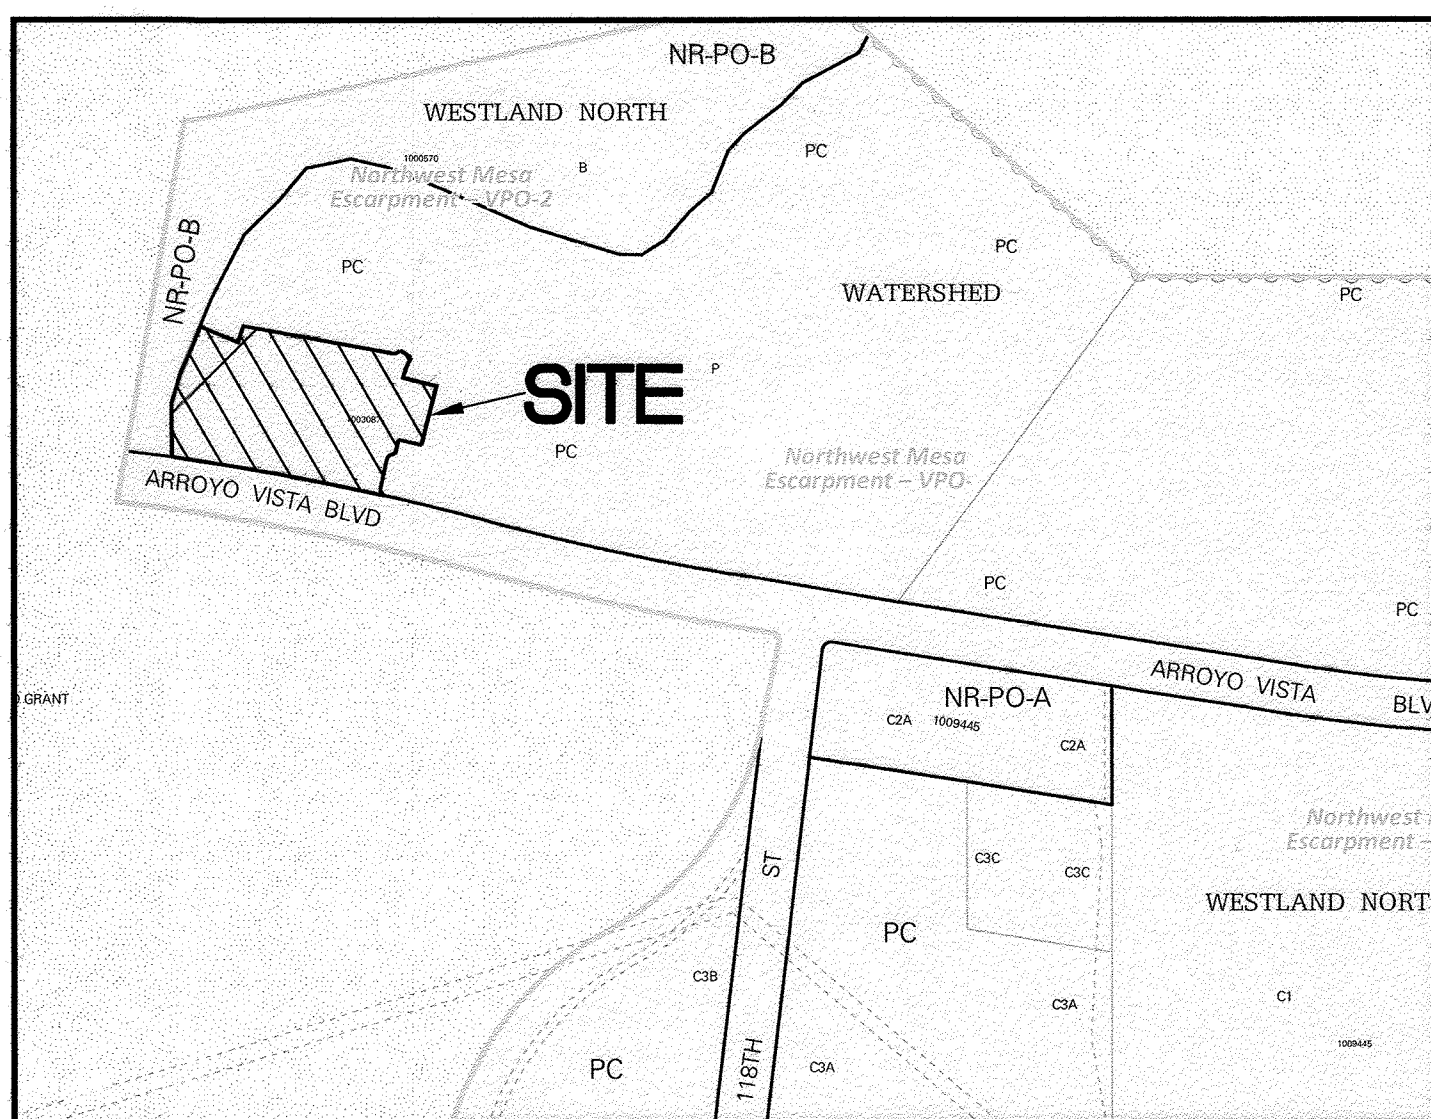 NR-PO-B
WESTLAND NORTH
PC
1000570
B
Northwest Mesa
Escarpment – VPO-2
NR-PO-B
PC
PC
WATERSHED
PC
SITE
P
1003087
PC
Northwest Mesa
Escarpment – VPO-
ARROYO VISTA BLVD
PC
PC
ARROYO VISTA BLV
GRANT
NR-PO-A
C2A
1009445
C2A
Northwest
Escarpment –
ST
C3C
C3C
WESTLAND NORT
PC
C3B
C3A
C1
1009445
PC
118TH
C3A